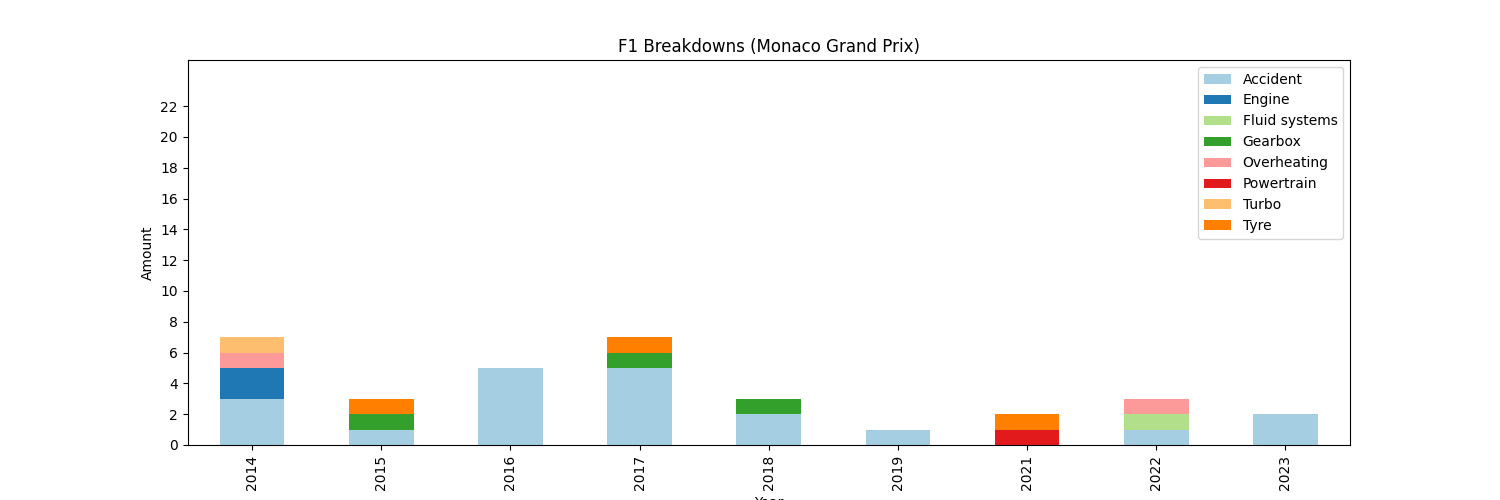 F1 Breakdowns (Monaco Grand Prix)
Accident
Engine
Fluid systems
Gearbox
Overheating
Powertrain
Turbo
Tyre
Amount
22
20
18
16
14
12
10
8
6
4
2
0
2014
2015
2016
2017
2018
2019
2021
2022
2023
Year